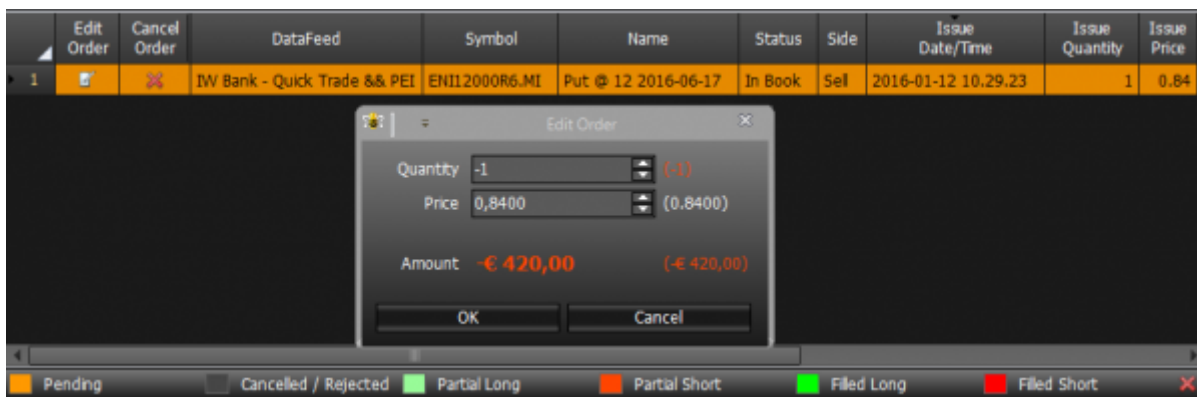 Edit Order Cancel Order DataFeed Symbol Name Status Side Issue Date/Time Issue Quantity Issue Price
1 IW Bank - Quick Trade && PEI ENI12000R6.MI Put @ 12 2016-06-17 In Book Sell 2016-01-12 10.29.23 1 0.84
Edit Order
Quantity -1 (-1)
Price 0,8400 (0.8400)
Amount -€ 420,00 (-€ 420,00)
OK Cancel
Pending Cancelled / Rejected Partial Long Partial Short Filled Long Filled Short